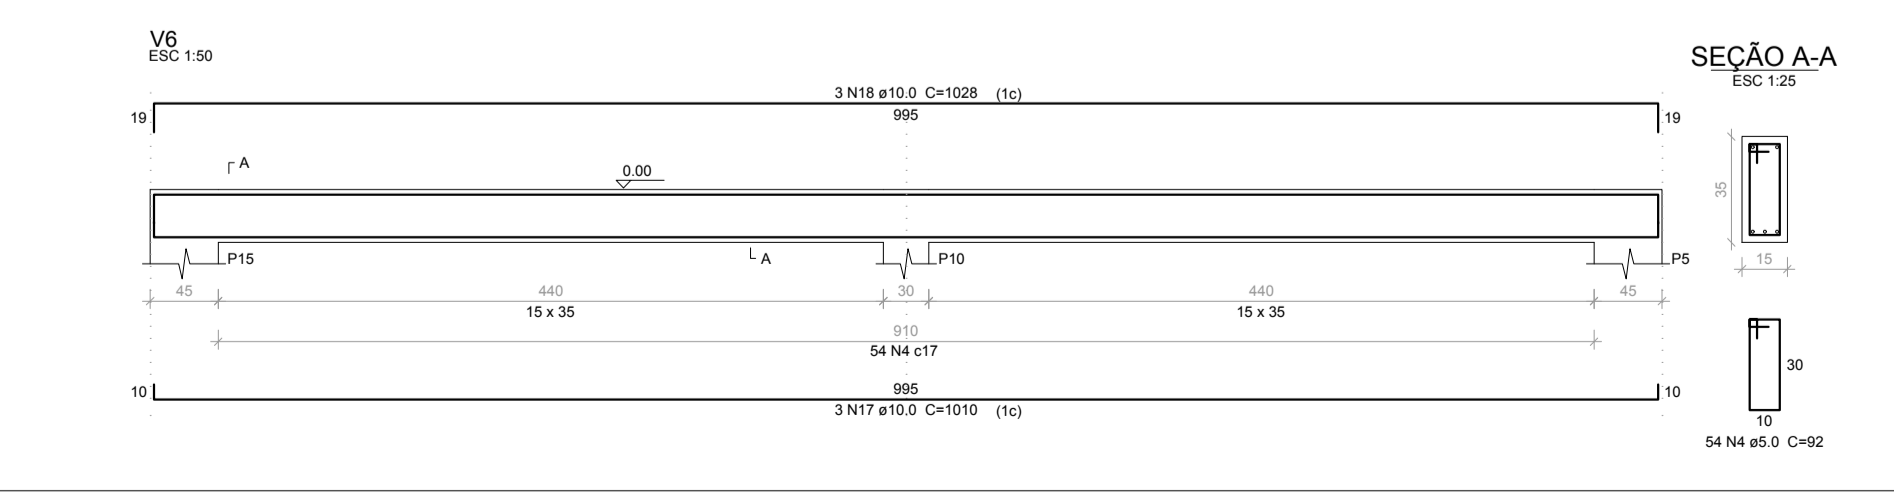 V6
ESC 1:50
SEÇÃO A-A
ESC 1:25
3 N18 ø10.0 C=1028 (1c)
19
995
19
A
0.00
35
P15
A
P10
P5
15
45
440
30
440
45
15 x 35
15 x 35
910
54 N4 c17
30
10
995
10
3 N17 ø10.0 C=1010 (1c)
10
54 N4 ø5.0 C=92